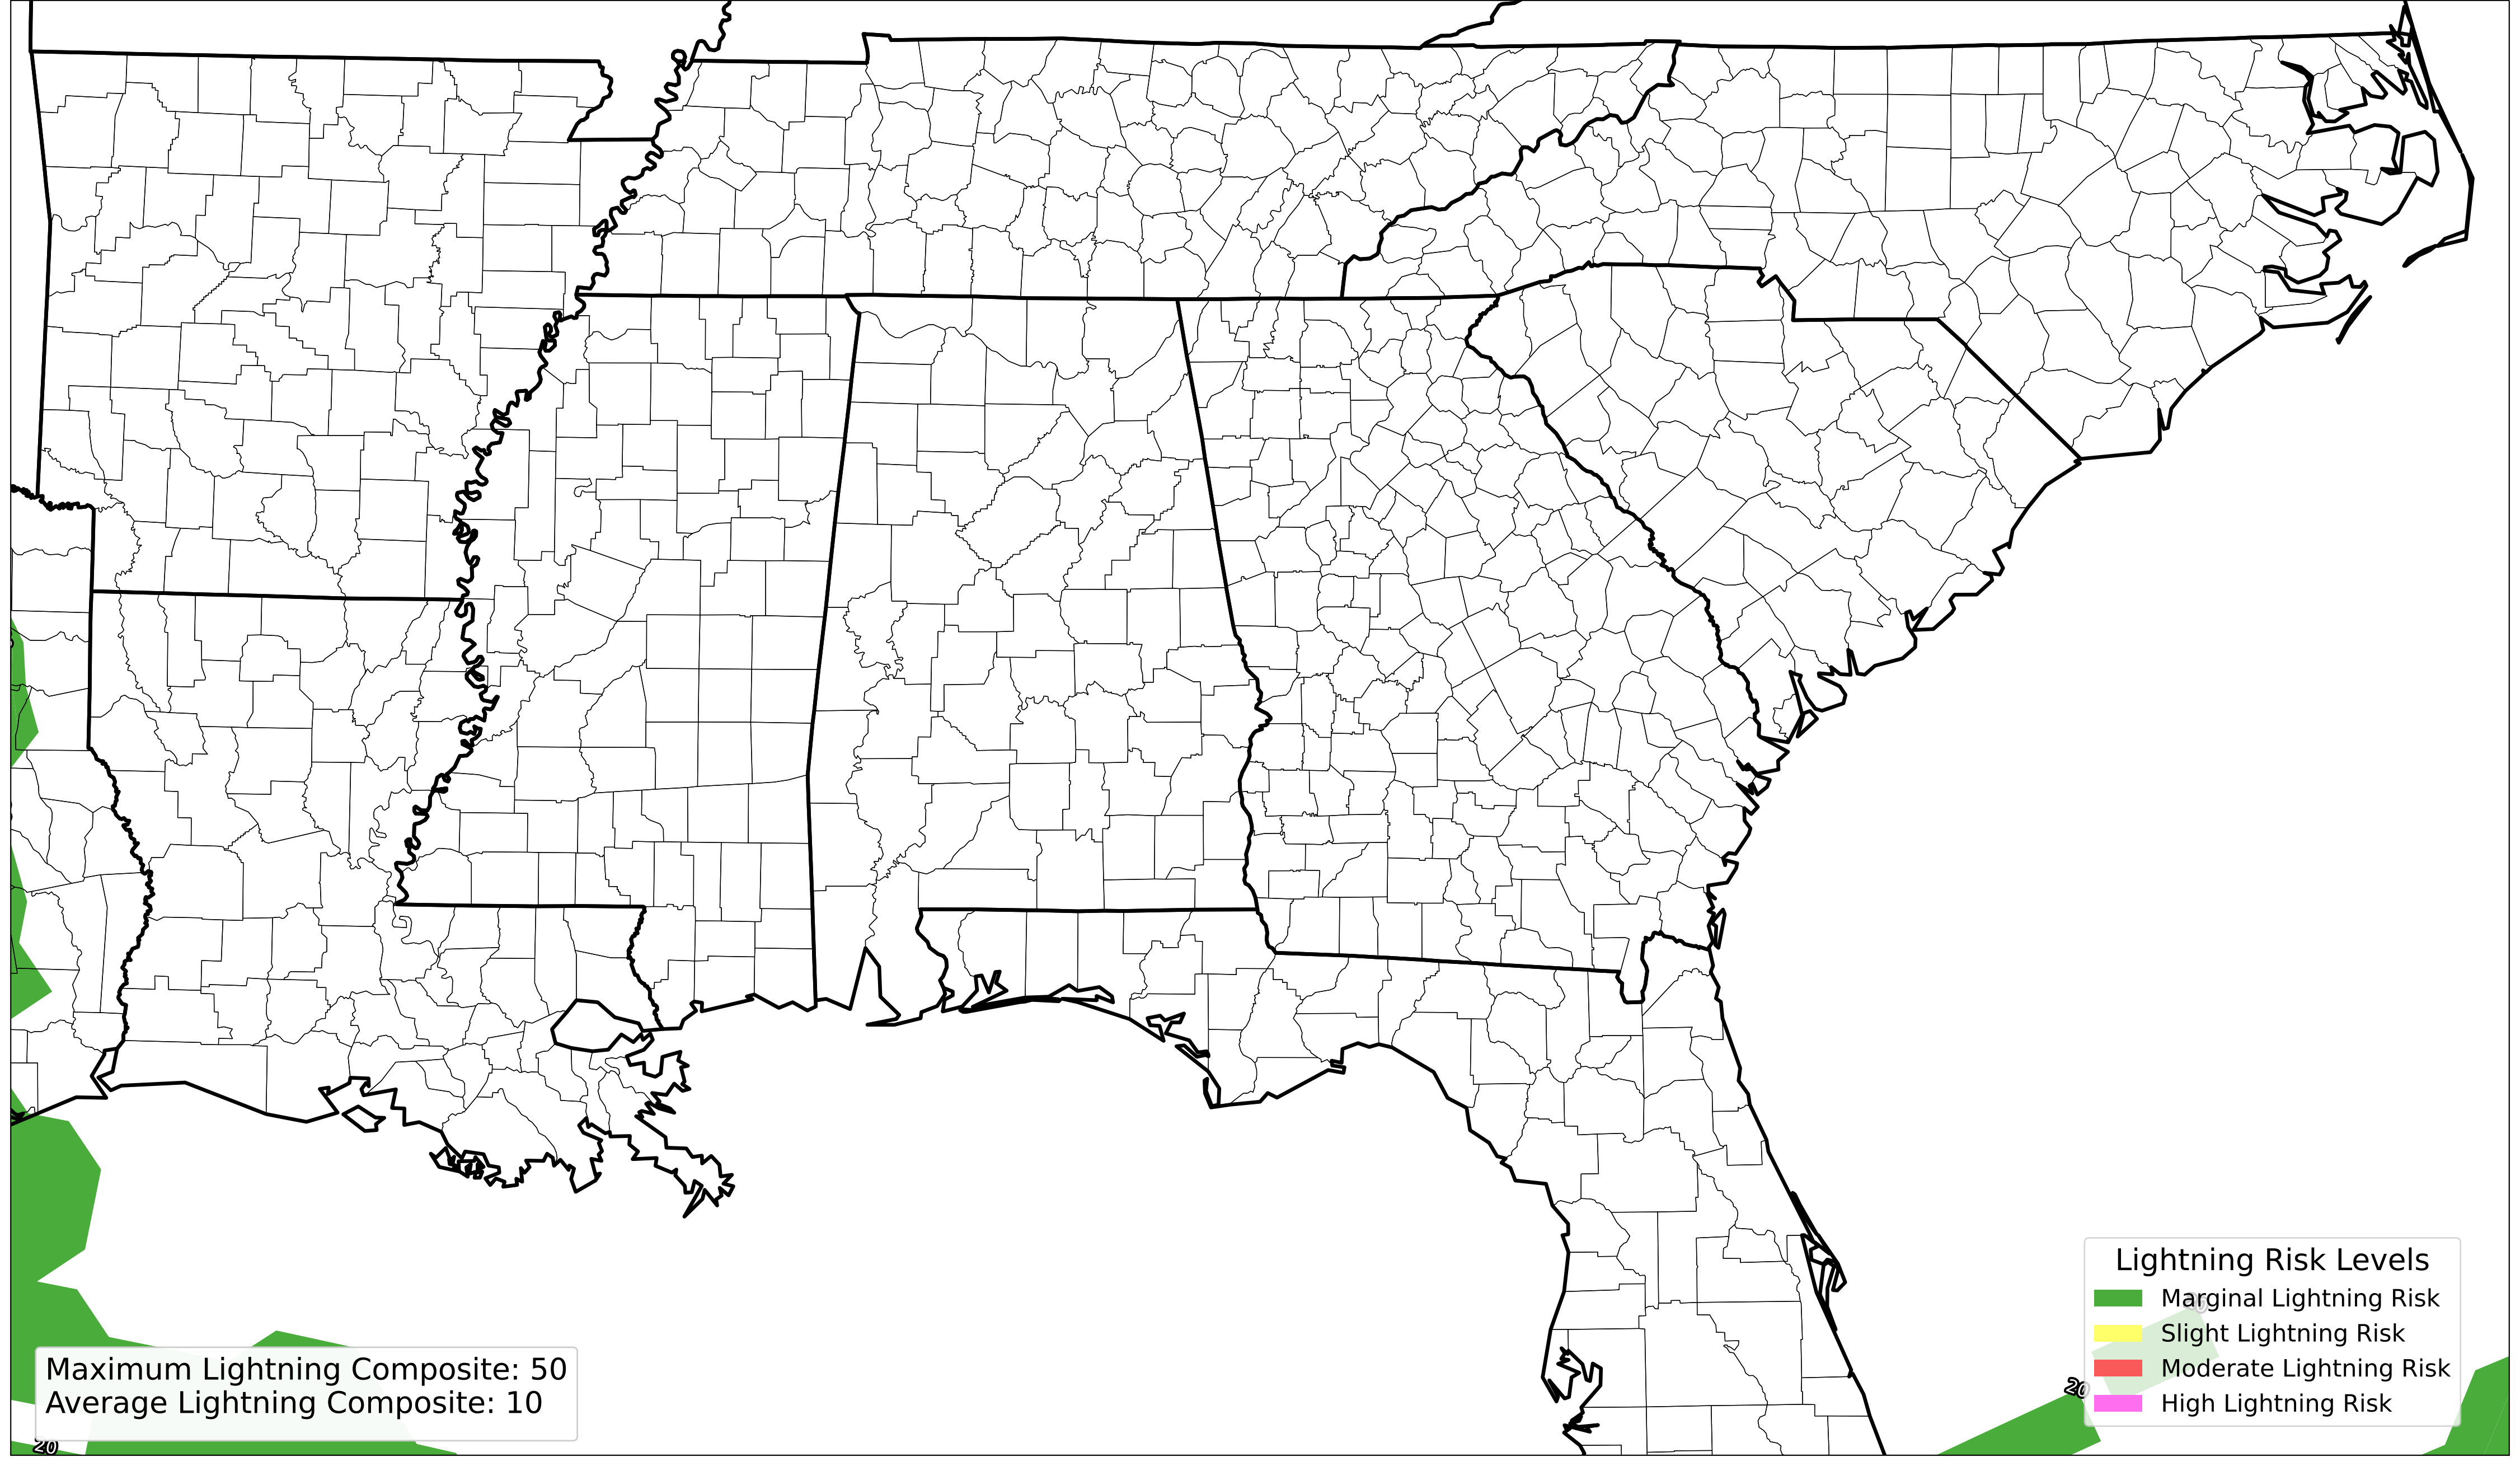 Maximum Lightning Composite: 50
Average Lightning Composite: 10
20
20
Lightning Risk Levels
Marginal Lightning Risk
Slight Lightning Risk
Moderate Lightning Risk
High Lightning Risk